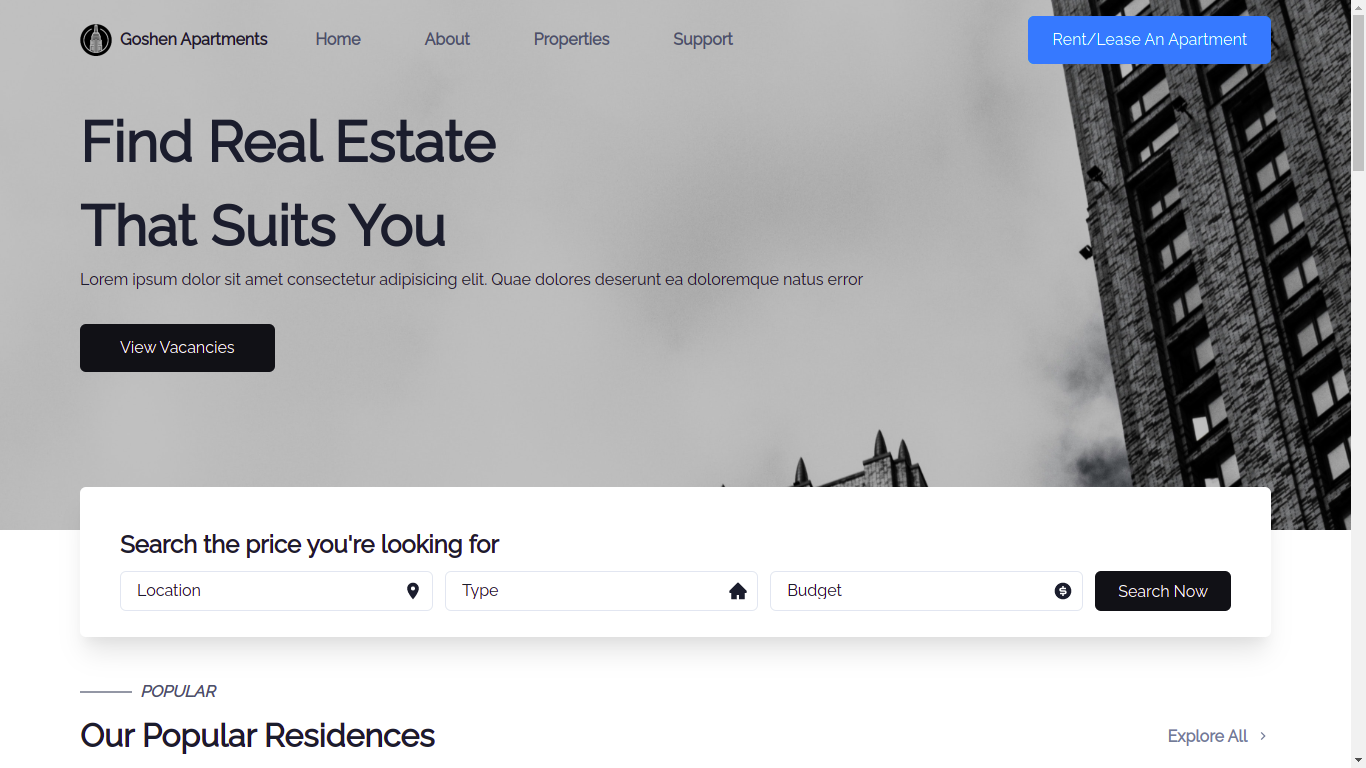 Goshen Apartments
Home
About
Properties
Support
Rent/Lease An Apartment
Find Real Estate
That Suits You
Lorem ipsum dolor sit amet consectetur adipisicing elit. Quae dolores deserunt ea doloremque natus error
View Vacancies
Search the price you're looking for
Location
Type
Budget
Search Now
POPULAR
Our Popular Residences
Explore All